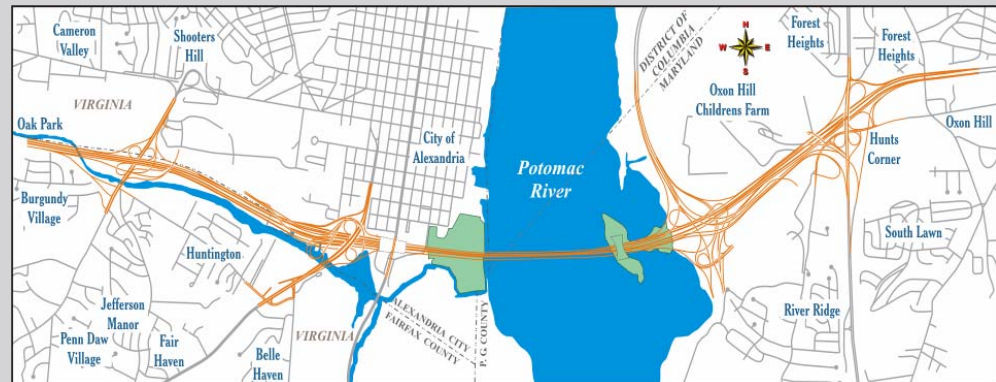 Cameron
Valley
Shooters
Hill
VIRGINIA
Oak Park
Burgundy
Village
Huntington
Jefferson
Manor
Penn Daw
Village
Fair
Haven
Belle
Haven
VIRGINIA
City of
Alexandria
ALEXANDRIA CITY
FAIRFAX COUNTY
P. G COUNTY
Potomac
River
DISTRICT OF
COLUMBIA
MARYLAND
N
W E
S
Oxon Hill
Childrens Farm
Forest
Heights
Forest
Heights
Oxon Hill
Hunts
Corner
South Lawn
River Ridge